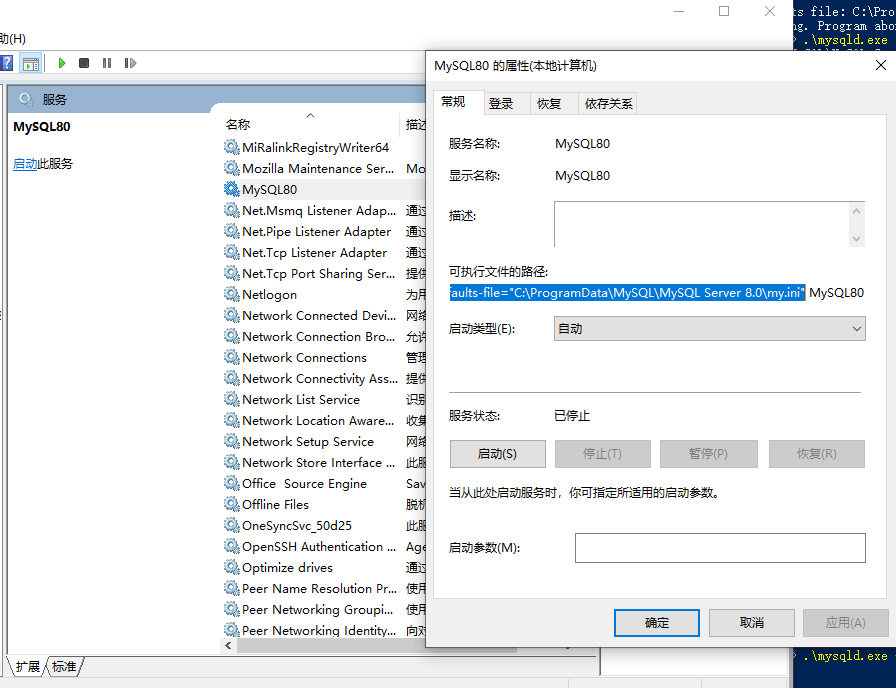 助(H)
服务
MySQL80
启动此服务
名称
描述
MiRalinkRegistryWriter64
Mozilla Maintenance Ser... Mo
MySQL80
Net.Msmq Listener Adap... 通过
Net.Pipe Listener Adapter 通过
Net.Tcp Listener Adapter 通过
Net.Tcp Port Sharing Ser... 提供
Netlogon 为用
Network Connected Devi... 网络
Network Connection Bro... 允许
Network Connections 管理
Network Connectivity Ass... 提供
Network List Service 识别
Network Location Aware... 收集
Network Setup Service 网络
Network Store Interface ... 此服
Office  Source Engine Sav
Offline Files 脱机
OneSyncSvc_50d25 此服
OpenSSH Authentication ... Age
Optimize drives 通过
Peer Name Resolution Pr... 使用
Peer Networking Groupi... 使用
Peer Networking Identity... 向对
扩展
标准
MySQL80 的属性(本地计算机)
常规
登录
恢复
依存关系
服务名称: MySQL80
显示名称: MySQL80
描述:
可执行文件的路径:
faults-file="C:\ProgramData\MySQL\MySQL Server 8.0\my.ini" MySQL80
启动类型(E): 自动
服务状态: 已停止
启动(S)
停止(T)
暂停(P)
恢复(R)
当从此处启动服务时，你可指定所适用的启动参数。
启动参数(M):
确定
取消
应用(A)
ts file: C:\Pro
ng. Program abo
.\mysqld.exe
.\mysqld.exe